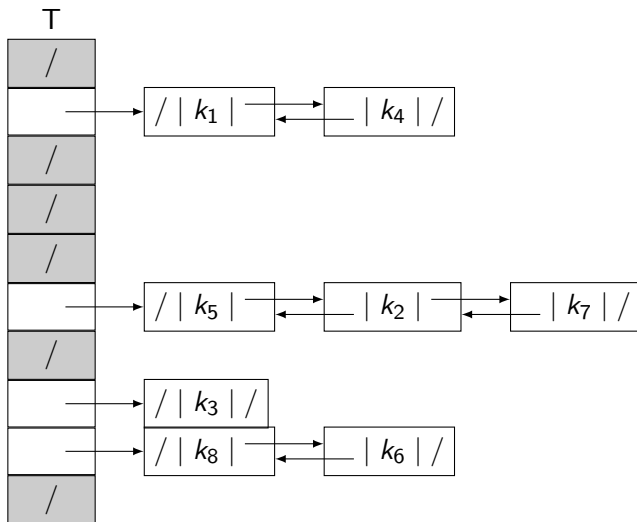 T
/
/ | k₁ | | k₄ | /
/
/
/
/ | k₅ | | k₂ | | k₇ | /
/
/ | k₃ | /
/ | k₈ | | k₆ | /
/